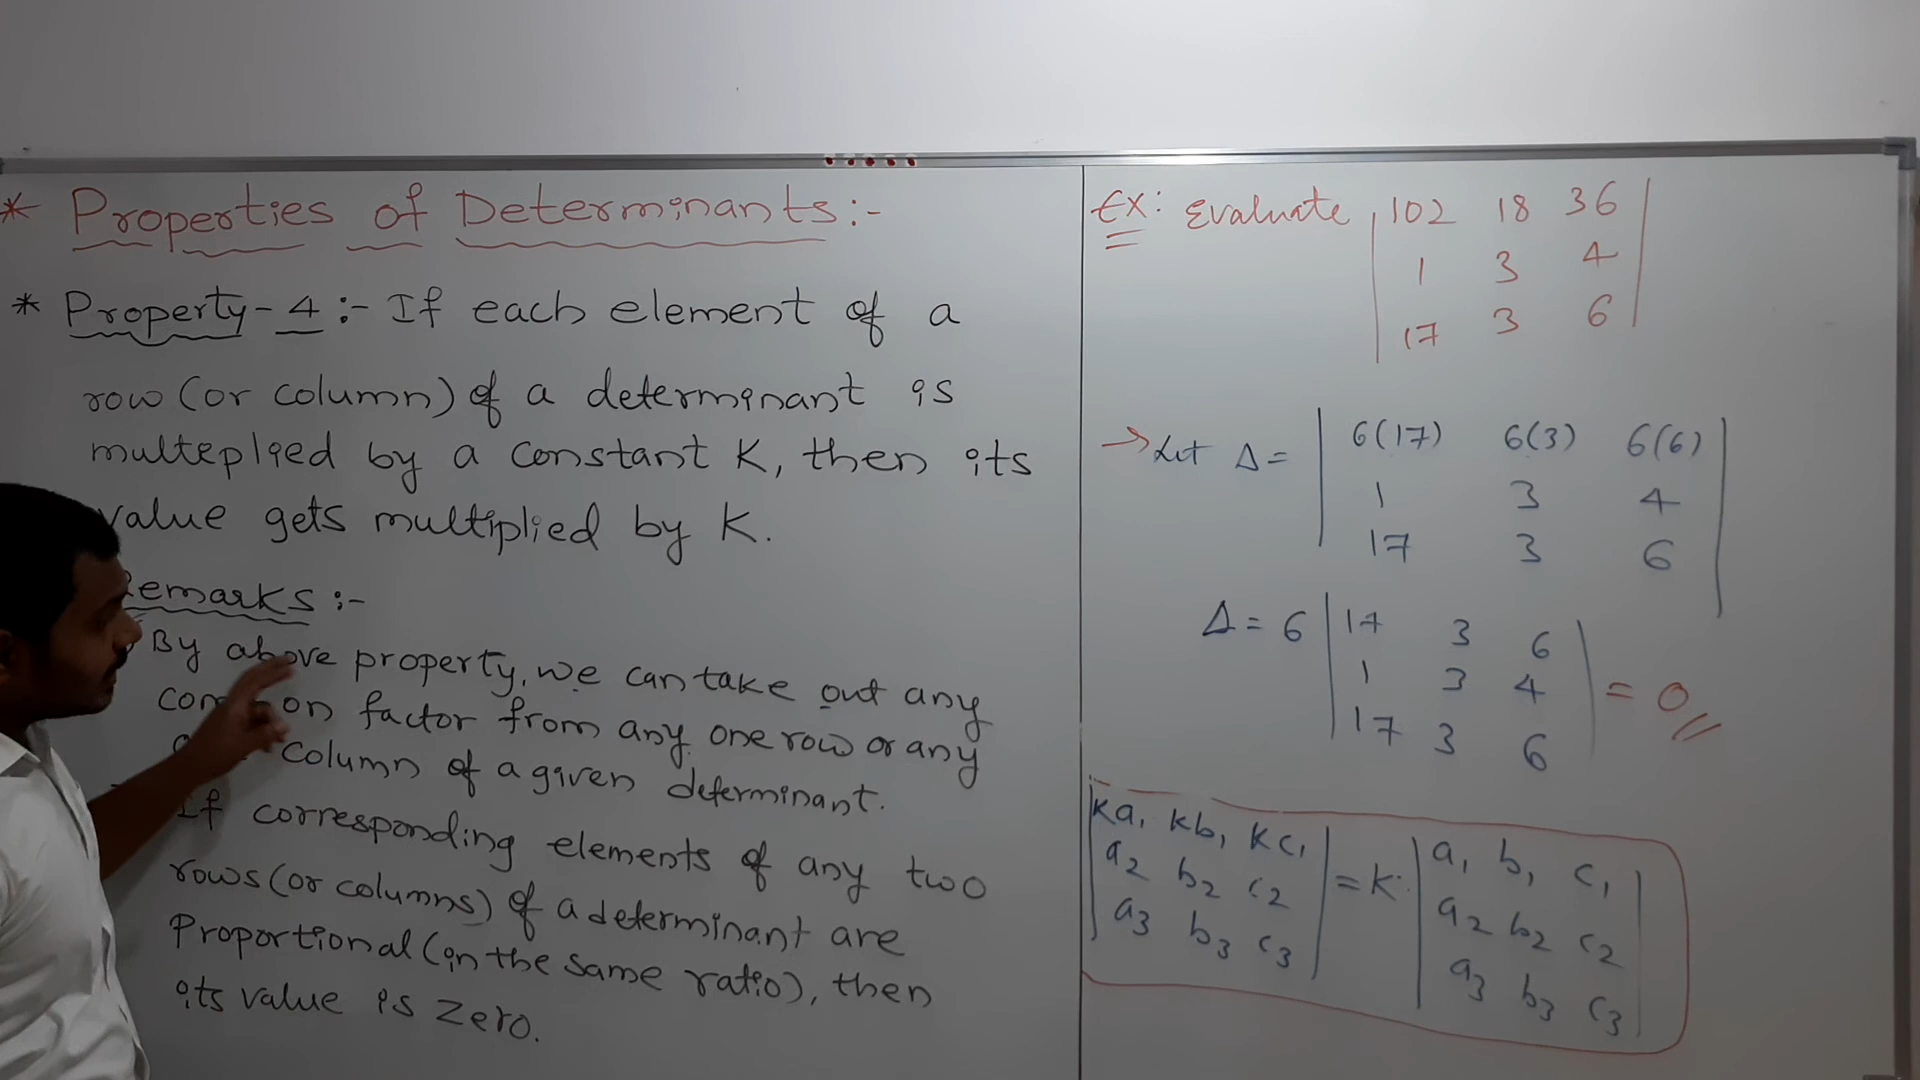 * Properties of Determinants:-
* Property-4:- If each element of a
row (or column) of a determinant is
multiplied by a constant K, then its
value gets multiplied by K.
Remarks:-
By above property, we can take out any
common factor from any one row or any
column of a given determinant.
If corresponding elements of any two
rows (or columns) of a determinant are
Proportional (in the same ratio), then
its value is zero.
Ex: Evaluate | 102 18 36 |
1 3 4
17 3 6
→ Let Δ = | 6(17) 6(3) 6(6) |
1 3 4
17 3 6
Δ = 6 | 17 3 6 |
1 3 4 = 0
17 3 6
| ka₁ kb₁ kc₁ | = K. | a₁ b₁ c₁ |
a₂ b₂ c₂ a₂ b₂ c₂
a₃ b₃ c₃ a₃ b₃ c₃